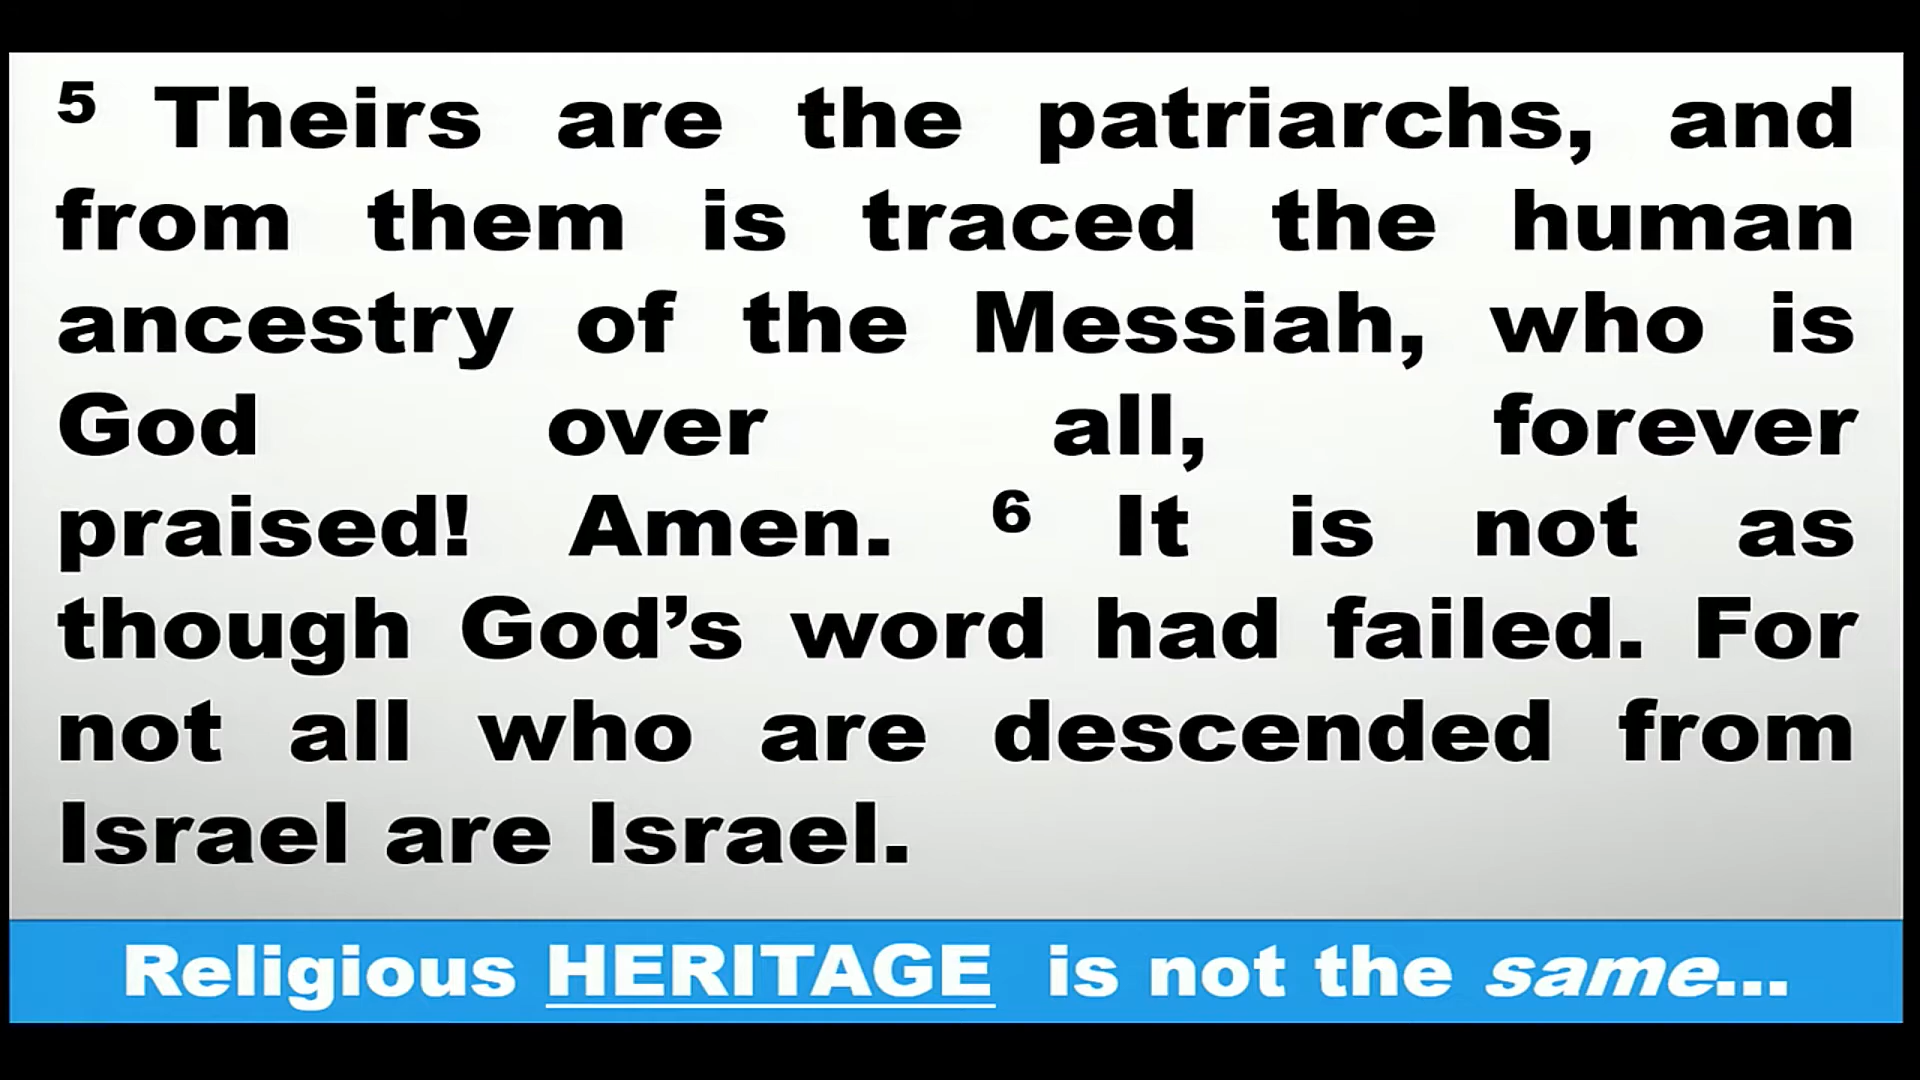 ⁵ Theirs are the patriarchs, and
from them is traced the human
ancestry of the Messiah, who is
God over all, forever
praised! Amen. ⁶ It is not as
though God’s word had failed. For
not all who are descended from
Israel are Israel.
Religious HERITAGE is not the same...